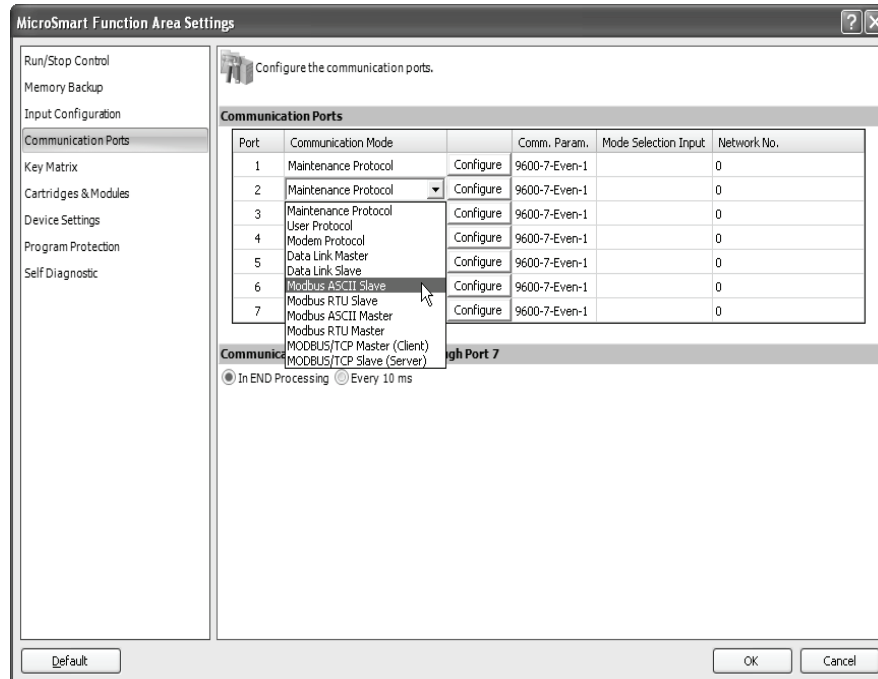 MicroSmart Function Area Settings
Run/Stop Control
Memory Backup
Input Configuration
Communication Ports
Key Matrix
Cartridges & Modules
Device Settings
Program Protection
Self Diagnostic
Configure the communication ports.
Communication Ports
Port Communication Mode Comm. Param. Mode Selection Input Network No.
1 Maintenance Protocol Configure 9600-7-Even-1 0
2 Maintenance Protocol Configure 9600-7-Even-1 0
3 Configure 9600-7-Even-1 0
4 Configure 9600-7-Even-1 0
5 Configure 9600-7-Even-1 0
6 Configure 9600-7-Even-1 0
7 Configure 9600-7-Even-1 0
Maintenance Protocol
User Protocol
Modem Protocol
Data Link Master
Data Link Slave
Modbus ASCII Slave
Modbus RTU Slave
Modbus ASCII Master
Modbus RTU Master
MODBUS/TCP Master (Client)
MODBUS/TCP Slave (Server)
Port 7
In END Processing Every 10 ms
Default OK Cancel